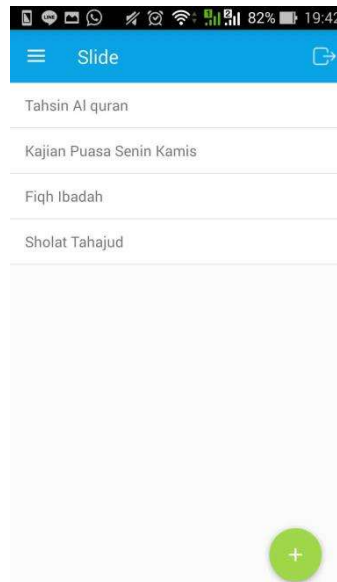 82% 19:42
Slide
Tahsin Al quran
Kajian Puasa Senin Kamis
Fiqh Ibadah
Sholat Tahajud
+